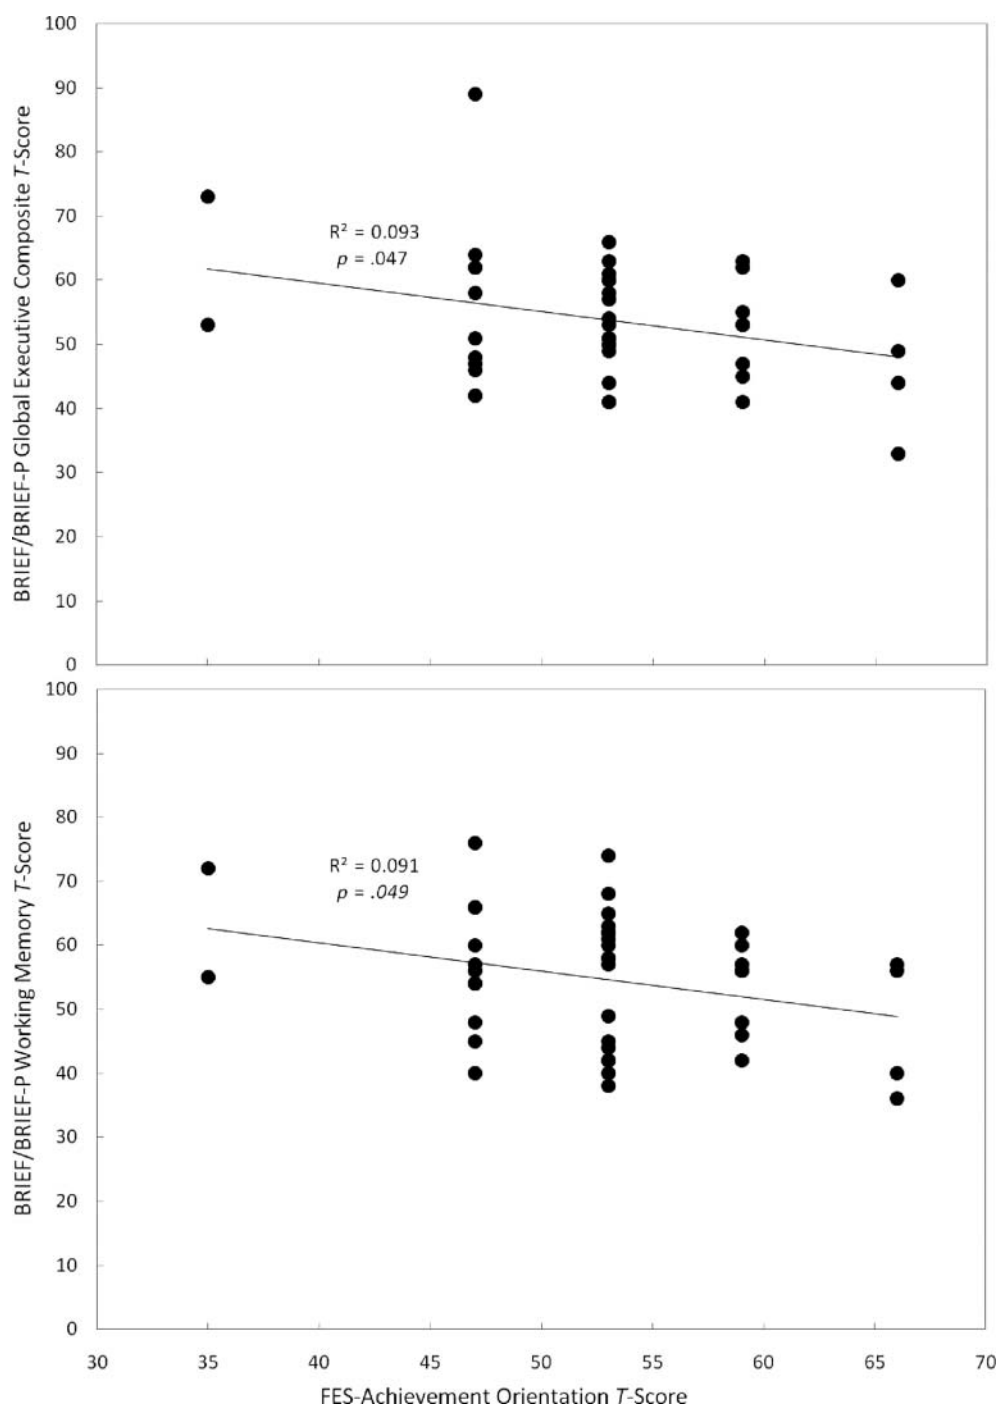 BRIEF/BRIEF-P Global Executive Composite T-Score
100
90
80
70
60
50
40
30
20
10
0
R² = 0.093
p = .047
BRIEF/BRIEF-P Working Memory T-Score
100
90
80
70
60
50
40
30
20
10
0
R² = 0.091
p = .049
30 35 40 45 50 55 60 65 70
FES-Achievement Orientation T-Score